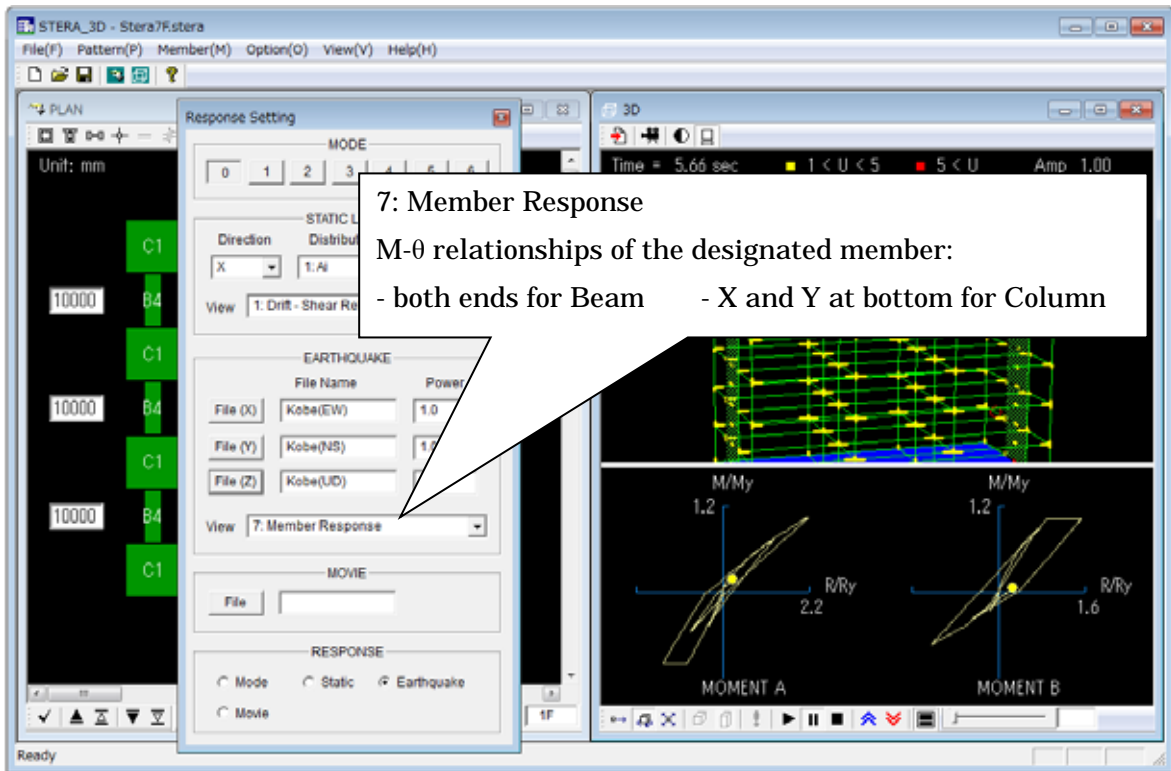 STERA_3D - Stera7F.stera
File(F) Pattern(P) Member(M) Option(O) View(V) Help(H)
PLAN
Unit: mm
C1
10000 B4
C1
10000 B4
C1
10000 B4
C1
1F
Ready
Response Setting
MODE
0 1 2 3 4 5 6
STATIC L
Direction Distribut
X 1: Ai
View 1: Drift - Shear Re
EARTHQUAKE
File Name Power
File (X) Kobe(EW) 1.0
File (Y) Kobe(NS) 1.0
File (Z) Kobe(UD)
View 7: Member Response
MOVIE
File
RESPONSE
Mode Static Earthquake
Movie
7: Member Response
M-θ relationships of the designated member:
- both ends for Beam - X and Y at bottom for Column
3D
Time = 5.66 sec 1 < U < 5 5 < U Amp 1.00
M/My M/My
1.2 1.2
R/Ry R/Ry
2.2 1.6
MOMENT A MOMENT B